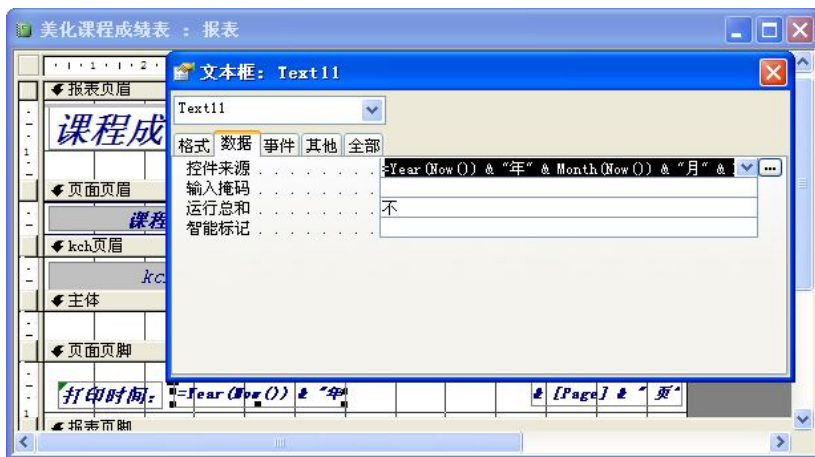 美化课程成绩表 : 报表
文本框: Text11
Text11
格式 数据 事件 其他 全部
控件来源 . . . . . . . . =Year(Now()) & "年" & Month(Now()) & "月" &
输入掩码 . . . . . . . .
运行总和 . . . . . . . . 不
智能标记 . . . . . . . .
· 1 · 1 · 1 · 2 ·
报表页眉
课程成
页面页眉
课程
kch页眉
kc
主体
页面页脚
打印时间: =Year(Now()) & "年 & [Page] & " 页"
报表页脚